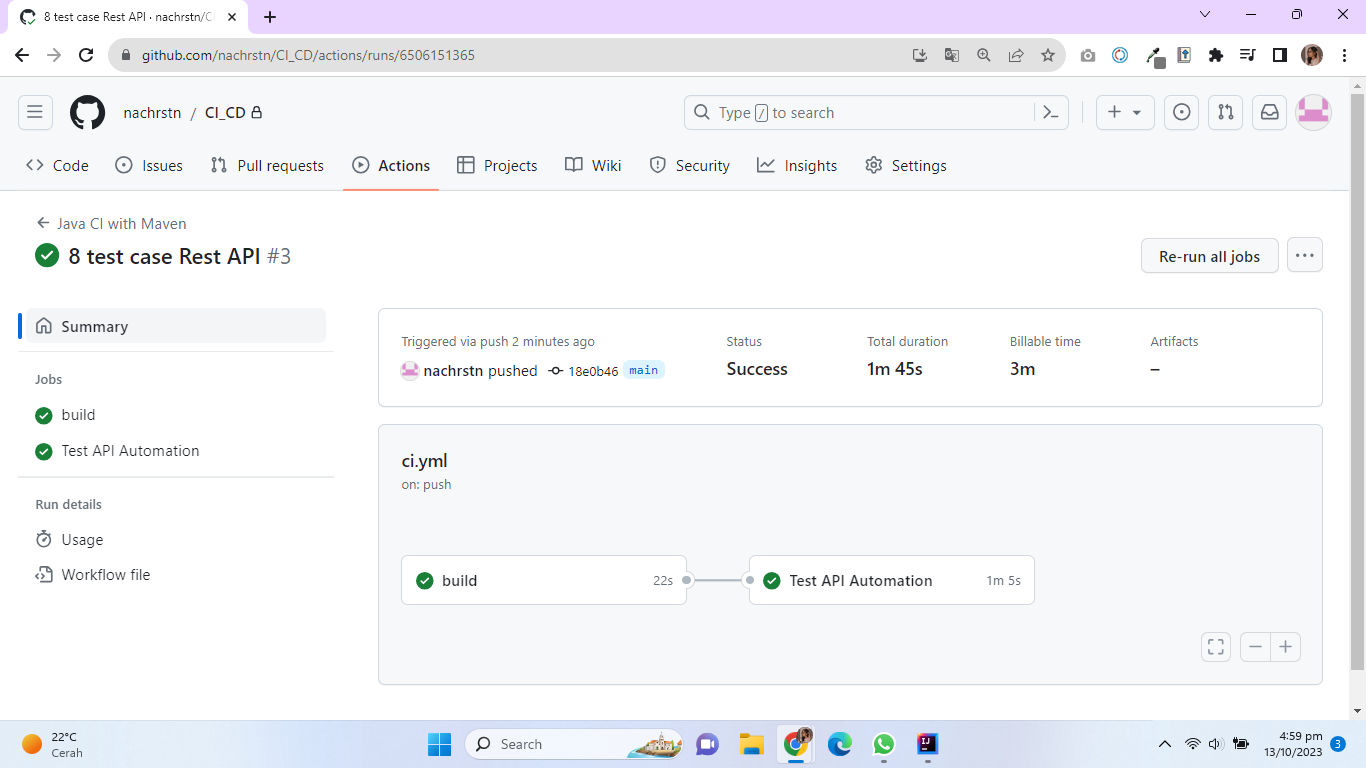 8 test case Rest API · nachrstn/CI
github.com/nachrstn/CI_CD/actions/runs/6506151365
nachrstn / CI_CD
Type / to search
Code Issues Pull requests Actions Projects Wiki Security Insights Settings
Java CI with Maven
8 test case Rest API #3
Re-run all jobs
Summary
Jobs
build
Test API Automation
Run details
Usage
Workflow file
Triggered via push 2 minutes ago
nachrstn pushed 18e0b46 main
Status
Success
Total duration
1m 45s
Billable time
3m
Artifacts
–
ci.yml
on: push
build 22s
Test API Automation 1m 5s
22°C
Cerah
Search
4:59 pm
13/10/2023
3